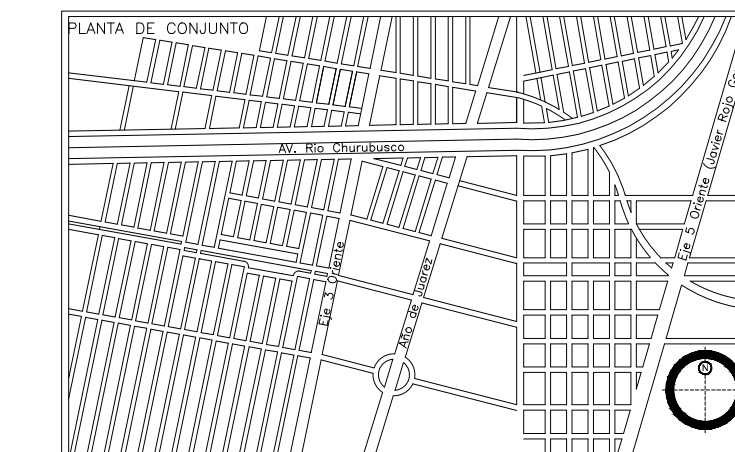 PLANTA DE CONJUNTO
AV. Rio Churubusco
Eje 3 Oriente
Año de Juarez
Eje 5 Oriente (Javier Rojo
N